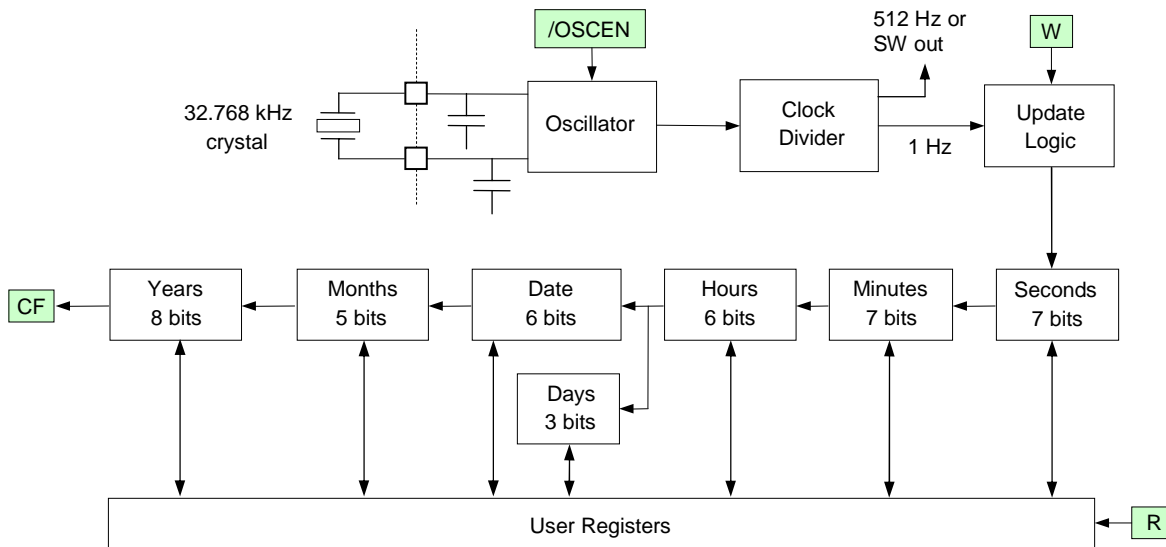 /OSCEN
512 Hz or
SW out
W
32.768 kHz
crystal
Oscillator
Clock
Divider
1 Hz
Update
Logic
CF
Years
8 bits
Months
5 bits
Date
6 bits
Hours
6 bits
Minutes
7 bits
Seconds
7 bits
Days
3 bits
User Registers
R